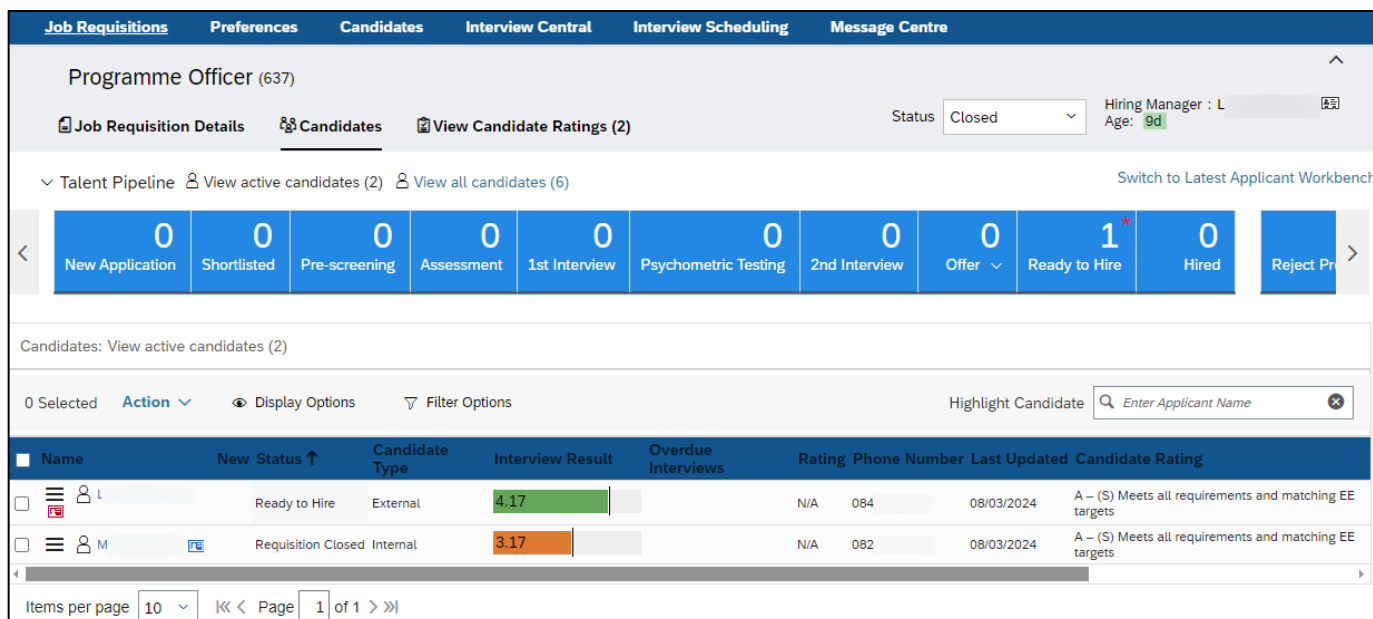 Job Requisitions Preferences Candidates Interview Central Interview Scheduling Message Centre
Programme Officer (637)
Job Requisition Details Candidates View Candidate Ratings (2) Status Closed Hiring Manager : L
Age: 9d
Talent Pipeline View active candidates (2) View all candidates (6) Switch to Latest Applicant Workbench
0 0 0 0 0 0 0 0 1* 0
New Application Shortlisted Pre-screening Assessment 1st Interview Psychometric Testing 2nd Interview Offer Ready to Hire Hired Reject Pr
Candidates: View active candidates (2)
0 Selected Action Display Options Filter Options Highlight Candidate Enter Applicant Name
Name New Status Candidate Type Interview Result Overdue Interviews Rating Phone Number Last Updated Candidate Rating
L Ready to Hire External 4.17 N/A 084 08/03/2024 A – (S) Meets all requirements and matching EE
targets
M Requisition Closed Internal 3.17 N/A 082 08/03/2024 A – (S) Meets all requirements and matching EE
targets
Items per page 10 Page 1 of 1